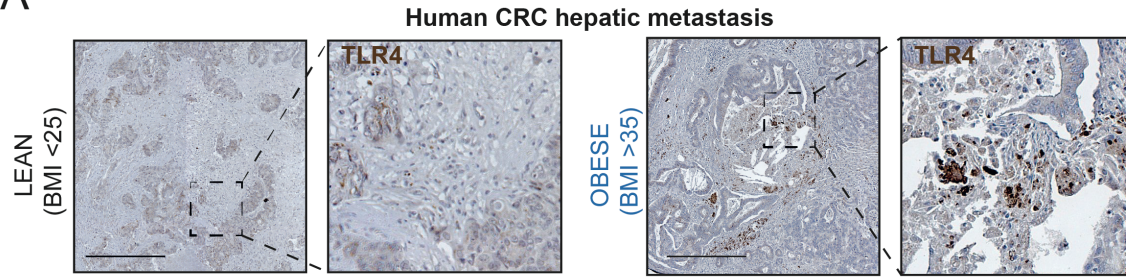 A
Human CRC hepatic metastasis
LEAN
(BMI <25)
TLR4
OBESE
(BMI >35)
TLR4